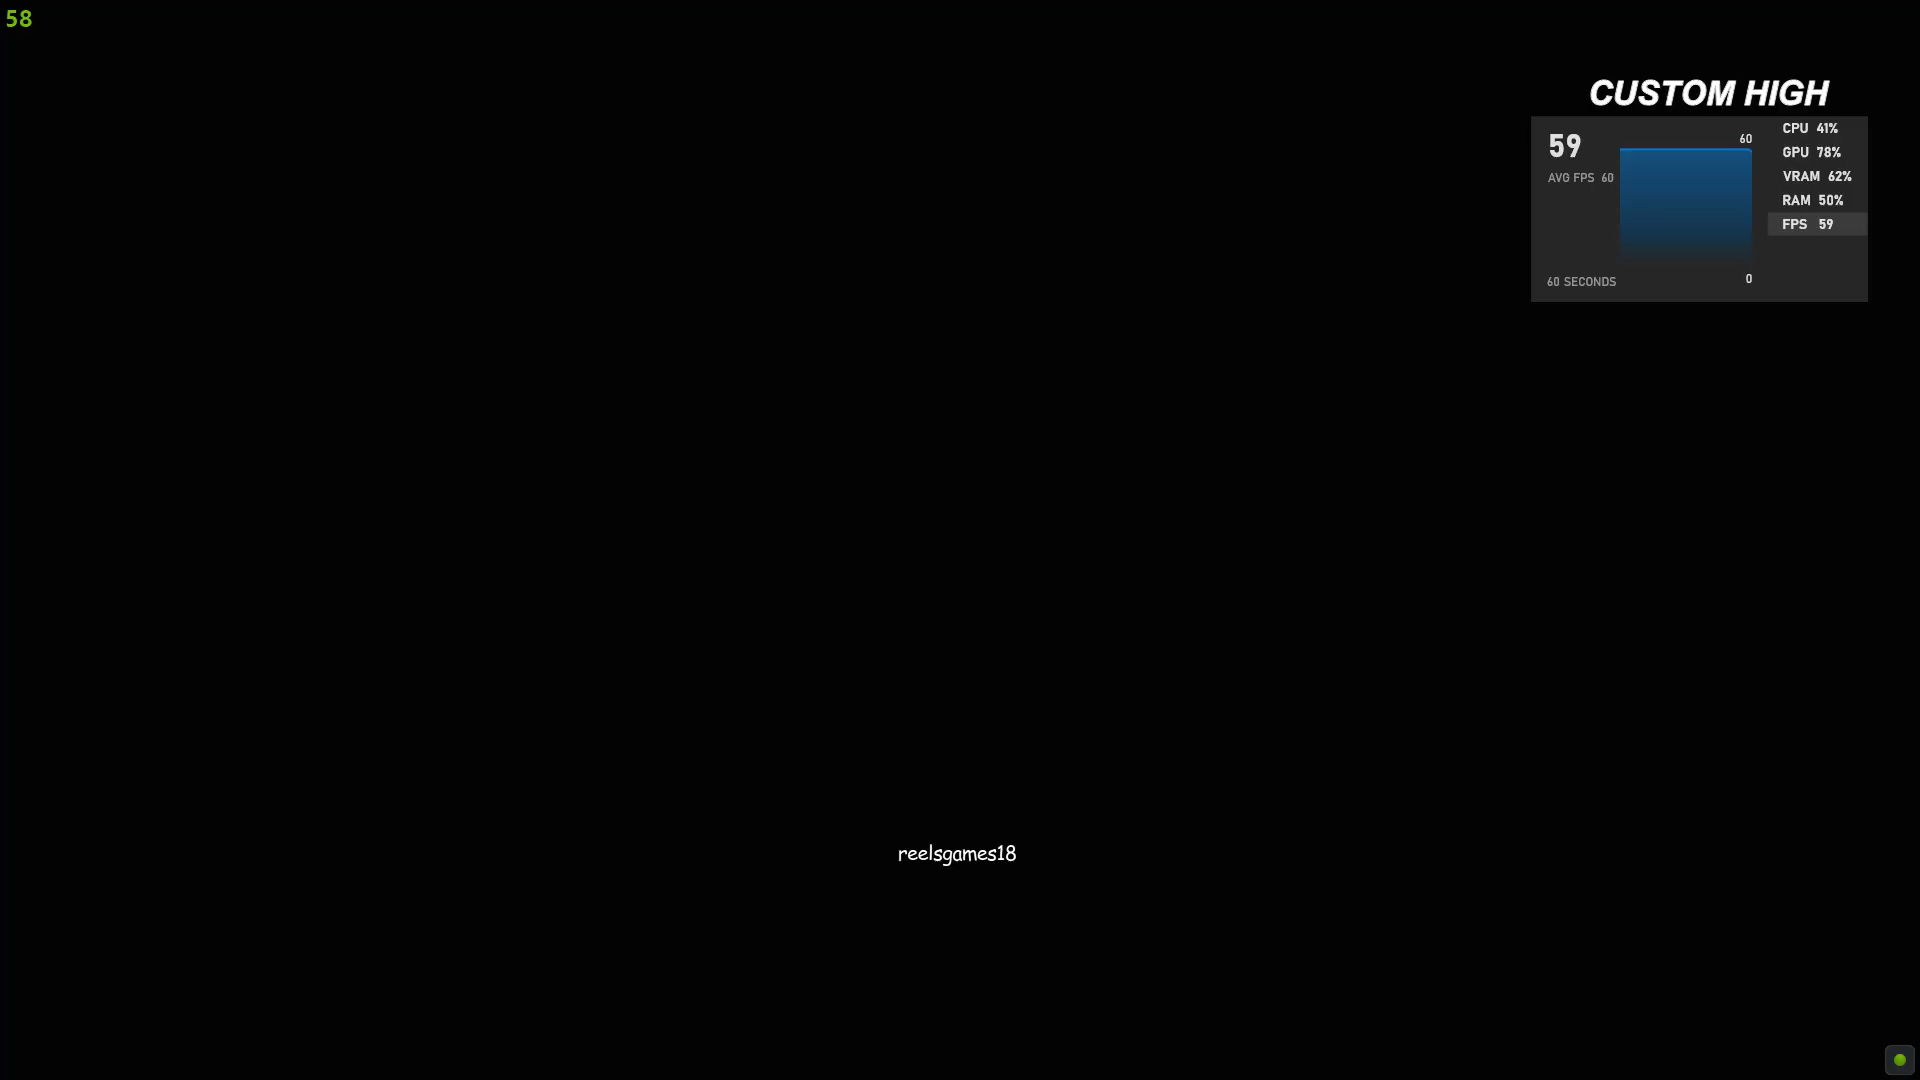 58
CUSTOM HIGH
59
AVG FPS 60
60
60 SECONDS
0
CPU 41%
GPU 78%
VRAM 62%
RAM 50%
FPS 59
reelsgames18